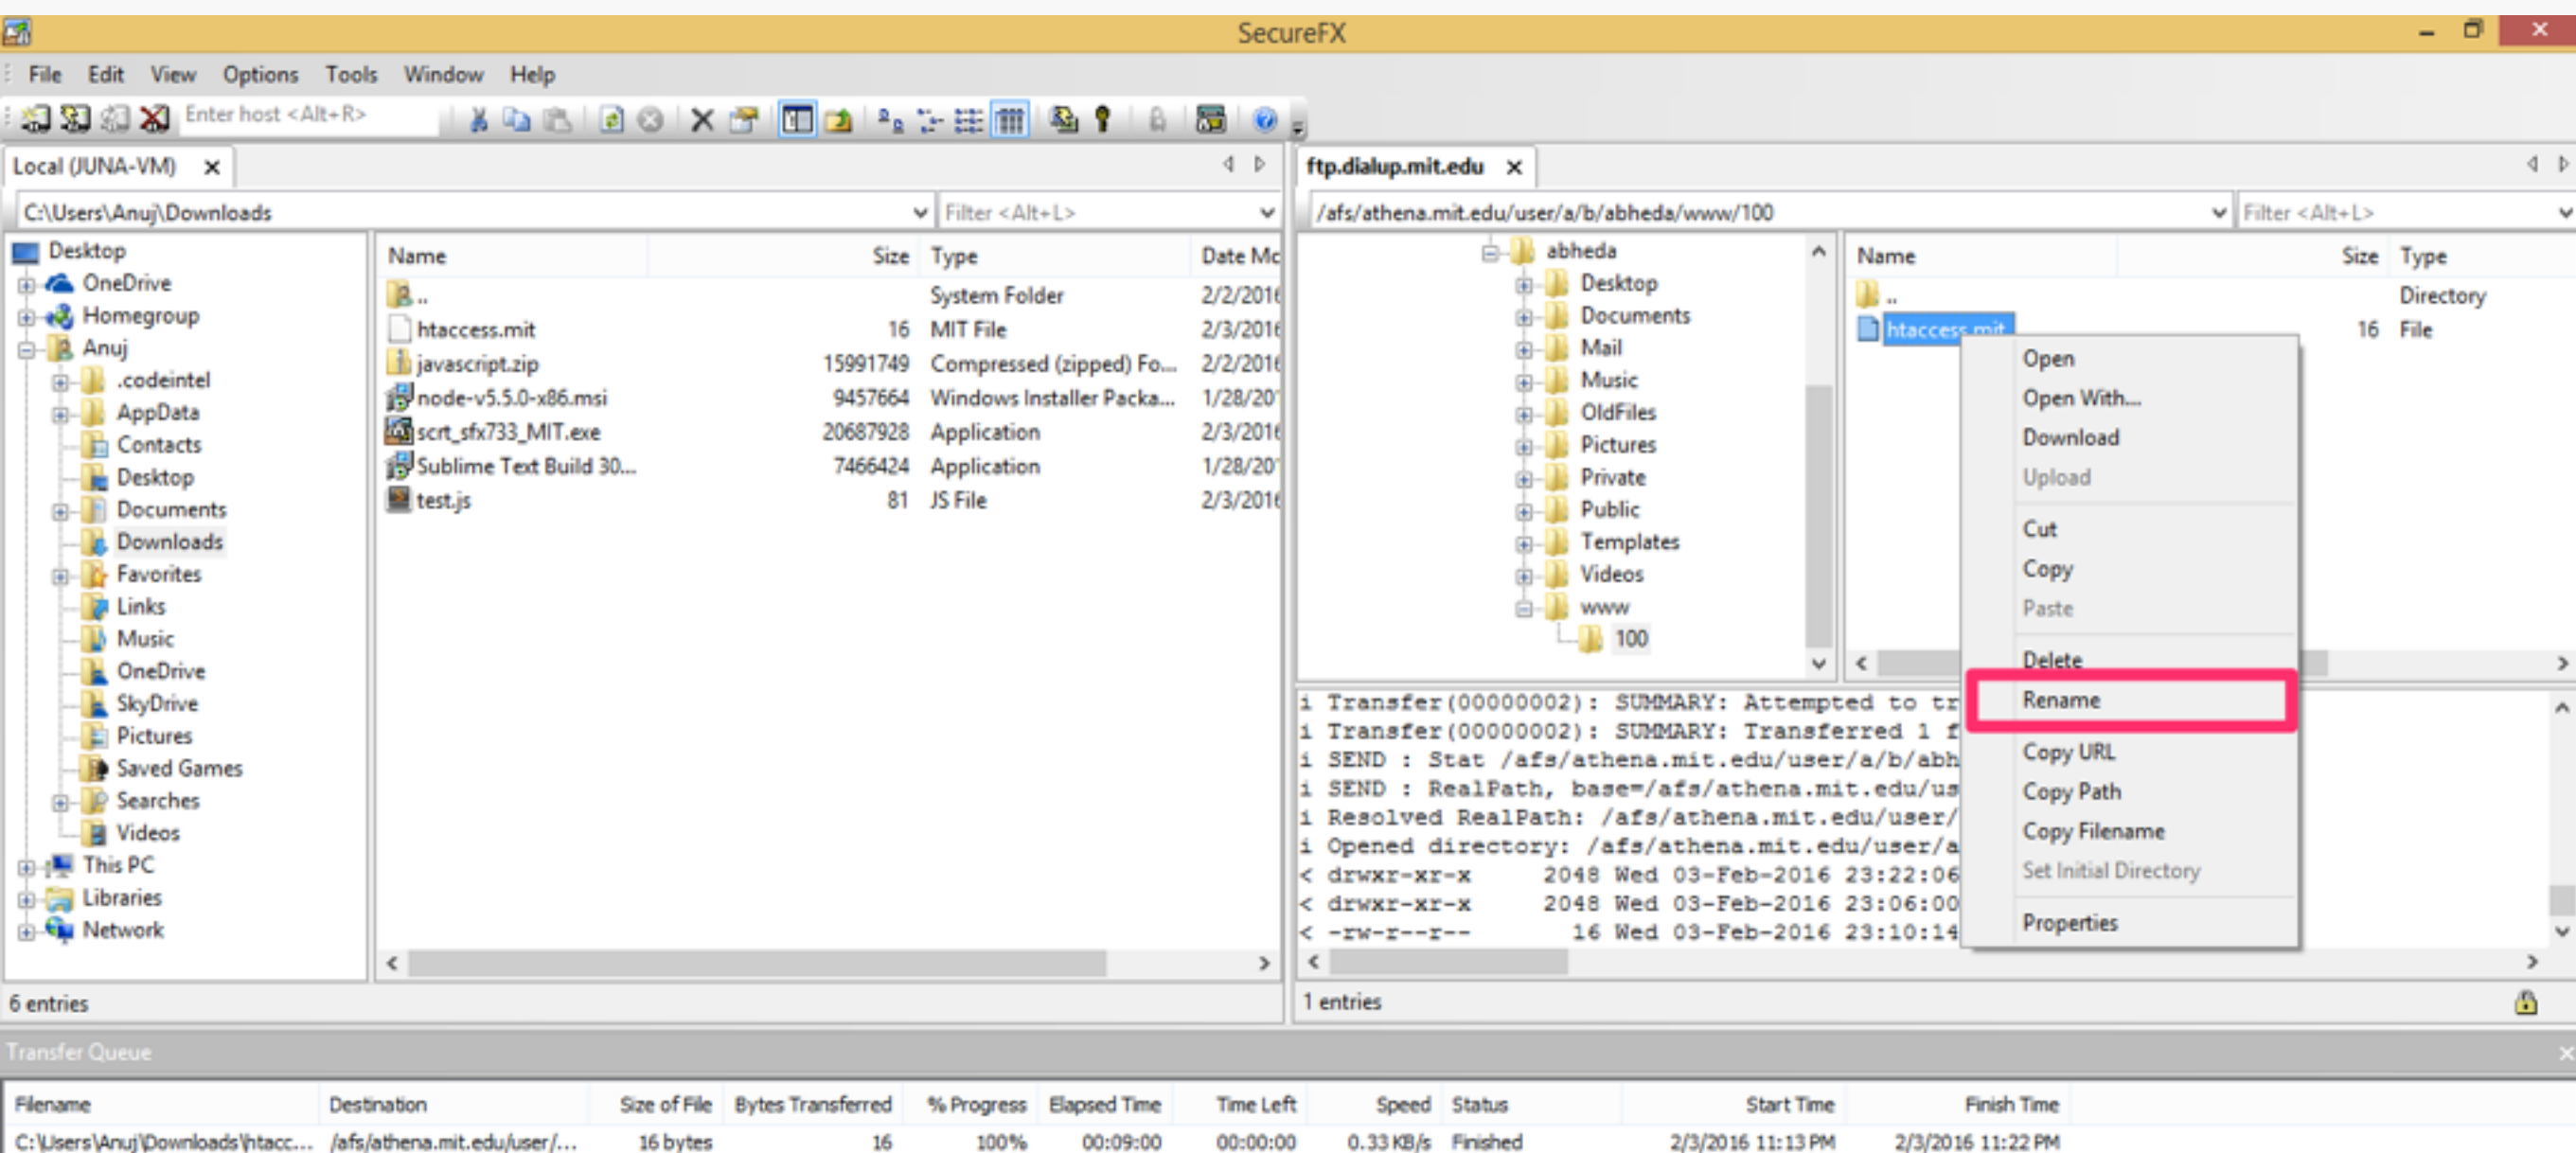 SecureFX
File Edit View Options Tools Window Help
Enter host <Alt+R>
Local (JUNA-VM)
C:\Users\Anuj\Downloads
Filter <Alt+L>
Desktop
OneDrive
Homegroup
Anuj
.codeintel
AppData
Contacts
Desktop
Documents
Downloads
Favorites
Links
Music
OneDrive
SkyDrive
Pictures
Saved Games
Searches
Videos
This PC
Libraries
Network
Name Size Type Date Mc
.. System Folder 2/2/2016
htaccess.mit 16 MIT File 2/3/2016
javascript.zip 15991749 Compressed (zipped) Fo... 2/2/2016
node-v5.5.0-x86.msi 9457664 Windows Installer Packa... 1/28/20
scrt_sfx733_MIT.exe 20687928 Application 2/3/2016
Sublime Text Build 30... 7466424 Application 1/28/20
test.js 81 JS File 2/3/2016
6 entries
ftp.dialup.mit.edu
/afs/athena.mit.edu/user/a/b/abheda/www/100
Filter <Alt+L>
abheda
Desktop
Documents
Mail
Music
OldFiles
Pictures
Private
Public
Templates
Videos
www
100
Name Size Type
.. Directory
htaccess.mit 16 File
Open
Open With...
Download
Upload
Cut
Copy
Paste
Delete
Rename
Copy URL
Copy Path
Copy Filename
Set Initial Directory
Properties
i Transfer(00000002): SUMMARY: Attempted to tr
i Transfer(00000002): SUMMARY: Transferred 1 f
i SEND : Stat /afs/athena.mit.edu/user/a/b/abh
i SEND : RealPath, base=/afs/athena.mit.edu/us
i Resolved RealPath: /afs/athena.mit.edu/user/
i Opened directory: /afs/athena.mit.edu/user/a
< drwxr-xr-x 2048 Wed 03-Feb-2016 23:22:06
< drwxr-xr-x 2048 Wed 03-Feb-2016 23:06:00
< -rw-r--r-- 16 Wed 03-Feb-2016 23:10:14
1 entries
Transfer Queue
Filename Destination Size of File Bytes Transferred % Progress Elapsed Time Time Left Speed Status Start Time Finish Time
C:\Users\Anuj\Downloads\htacc... /afs/athena.mit.edu/user/... 16 bytes 16 100% 00:09:00 00:00:00 0.33 KB/s Finished 2/3/2016 11:13 PM 2/3/2016 11:22 PM